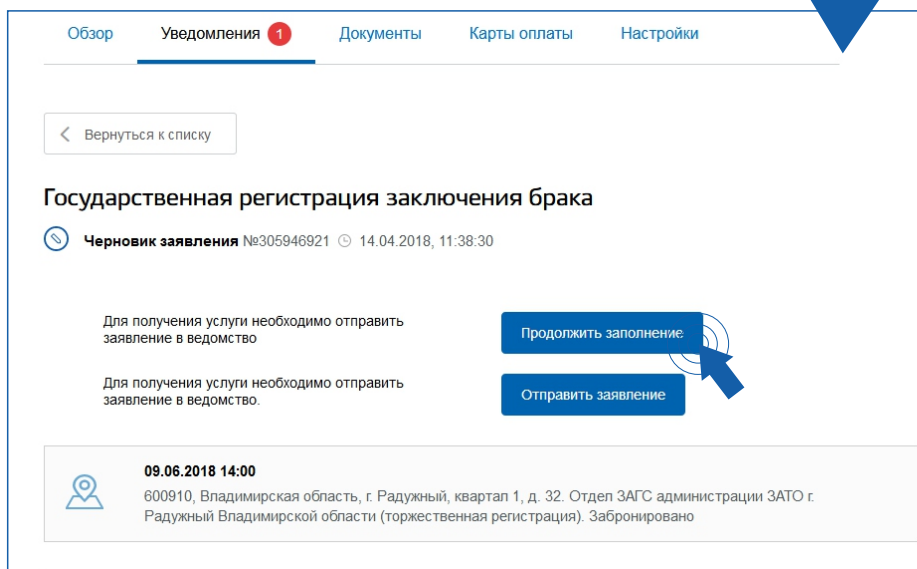 Обзор Уведомления 1 Документы Карты оплаты Настройки
Вернуться к списку
Государственная регистрация заключения брака
Черновик заявления №305946921 14.04.2018, 11:38:30
Для получения услуги необходимо отправить
заявление в ведомство
Продолжить заполнение
Для получения услуги необходимо отправить
заявление в ведомство.
Отправить заявление
09.06.2018 14:00
600910, Владимирская область, г. Радужный, квартал 1, д. 32. Отдел ЗАГС администрации ЗАТО г.
Радужный Владимирской области (торжественная регистрация). Забронировано